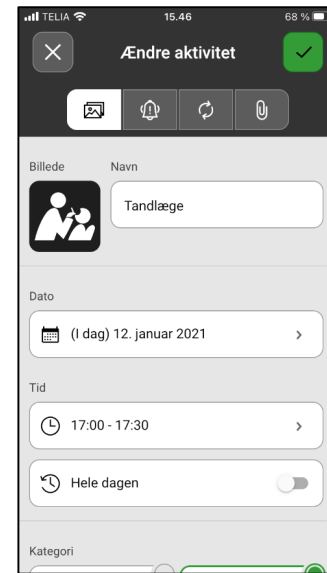 TELIA 15.46 68 %
Ændre aktivitet
Billede Navn
Tandlæge
Dato
(I dag) 12. januar 2021
Tid
17:00 - 17:30
Hele dagen
Kategori